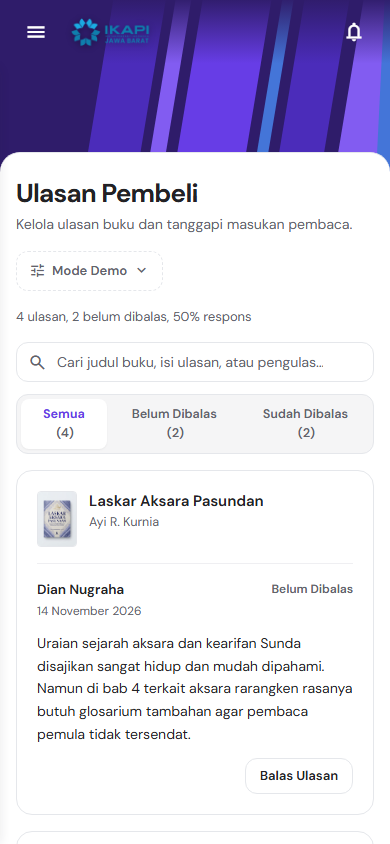 IKAPI
JAWA BARAT
Ulasan Pembeli
Kelola ulasan buku dan tanggapi masukan pembaca.
Mode Demo
4 ulasan, 2 belum dibalas, 50% respons
Cari judul buku, isi ulasan, atau pengulas...
Semua
(4)
Belum Dibalas
(2)
Sudah Dibalas
(2)
LASKAR
AKSARA
PASUNDAN
Laskar Aksara Pasundan
Ayi R. Kurnia
Dian Nugraha
Belum Dibalas
14 November 2026
Uraian sejarah aksara dan kearifan Sunda
disajikan sangat hidup dan mudah dipahami.
Namun di bab 4 terkait aksara rarangken rasanya
butuh glosarium tambahan agar pembaca
pemula tidak tersendat.
Balas Ulasan